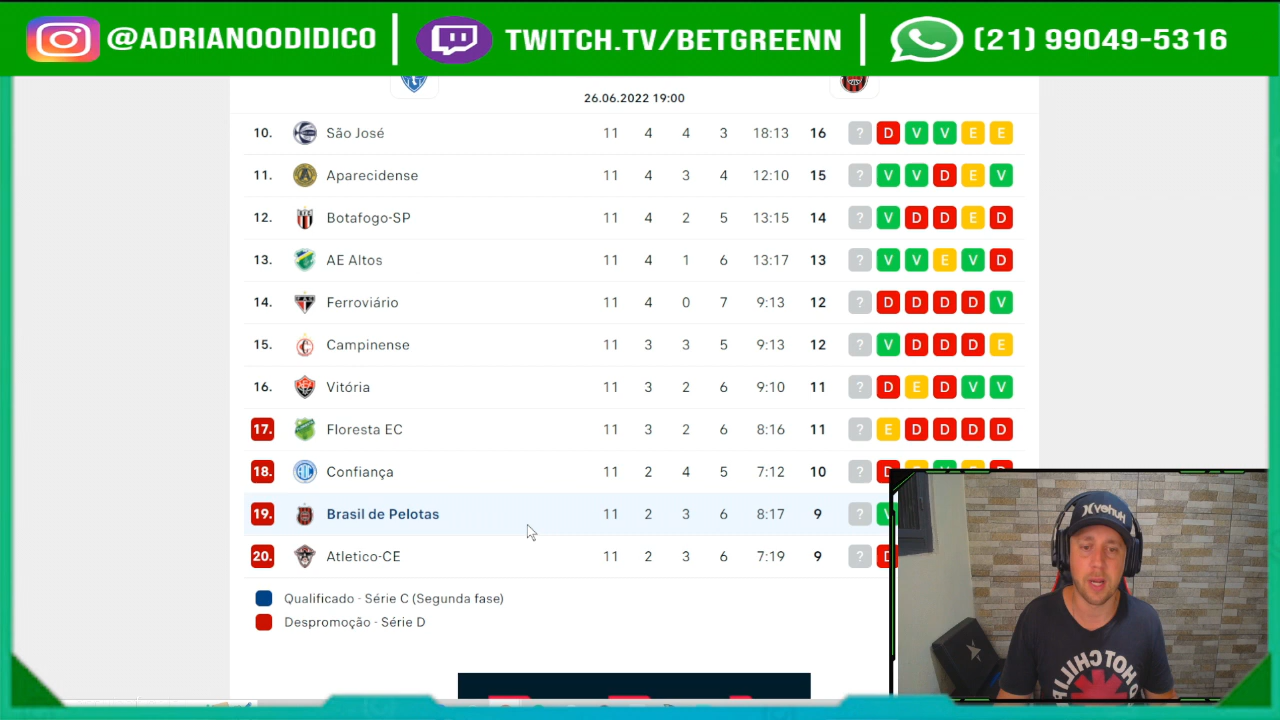 @ADRIANOODIDICO | TWITCH.TV/BETGREENN | (21) 99049-5316
26.06.2022 19:00
10. São José 11 4 4 3 18:13 16 ? D V V E E
11. Aparecidense 11 4 3 4 12:10 15 ? V V D E V
12. Botafogo-SP 11 4 2 5 13:15 14 ? V D D E D
13. AE Altos 11 4 1 6 13:17 13 ? V V E V D
14. Ferroviário 11 4 0 7 9:13 12 ? D D D D V
15. Campinense 11 3 3 5 9:13 12 ? V D D D E
16. Vitória 11 3 2 6 9:10 11 ? D E D V V
17. Floresta EC 11 3 2 6 8:16 11 ? E D D D D
18. Confiança 11 2 4 5 7:12 10 ? D E V E D
19. Brasil de Pelotas 11 2 3 6 8:17 9 ? V
20. Atletico-CE 11 2 3 6 7:19 9 ? D
Qualificado - Série C (Segunda fase)
Despromoção - Série D